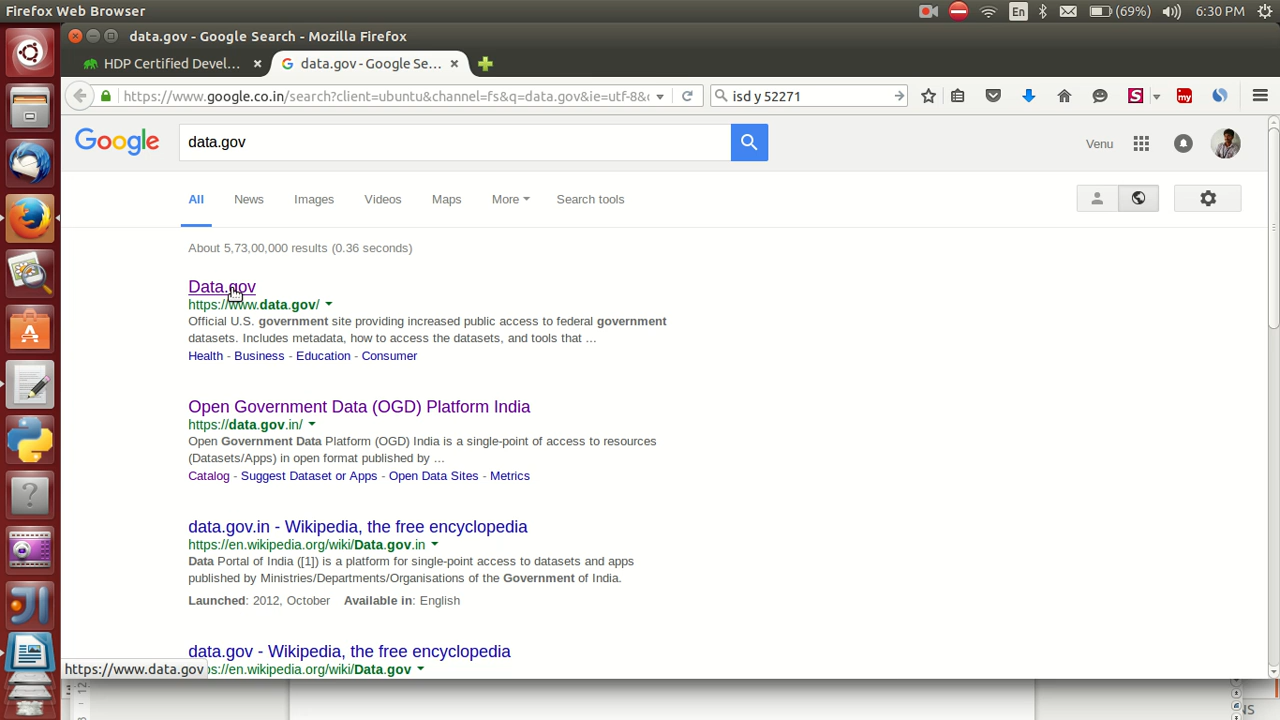 Firefox Web Browser
En
(69%)
6:30 PM
data.gov - Google Search - Mozilla Firefox
HDP Certified Devel...
data.gov - Google Se...
https://www.google.co.in/search?client=ubuntu&channel=fs&q=data.gov&ie=utf-8&c
isd y 52271
Google
data.gov
Venu
All
News
Images
Videos
Maps
More
Search tools
About 5,73,00,000 results (0.36 seconds)
Data.gov
https://www.data.gov/
Official U.S. government site providing increased public access to federal government
datasets. Includes metadata, how to access the datasets, and tools that ...
Health - Business - Education - Consumer
Open Government Data (OGD) Platform India
https://data.gov.in/
Open Government Data Platform (OGD) India is a single-point of access to resources
(Datasets/Apps) in open format published by ...
Catalog - Suggest Dataset or Apps - Open Data Sites - Metrics
data.gov.in - Wikipedia, the free encyclopedia
https://en.wikipedia.org/wiki/Data.gov.in
Data Portal of India ([1]) is a platform for single-point access to datasets and apps
published by Ministries/Departments/Organisations of the Government of India.
Launched: 2012, October Available in: English
data.gov - Wikipedia, the free encyclopedia
https://www.data.gov
s://en.wikipedia.org/wiki/Data.gov